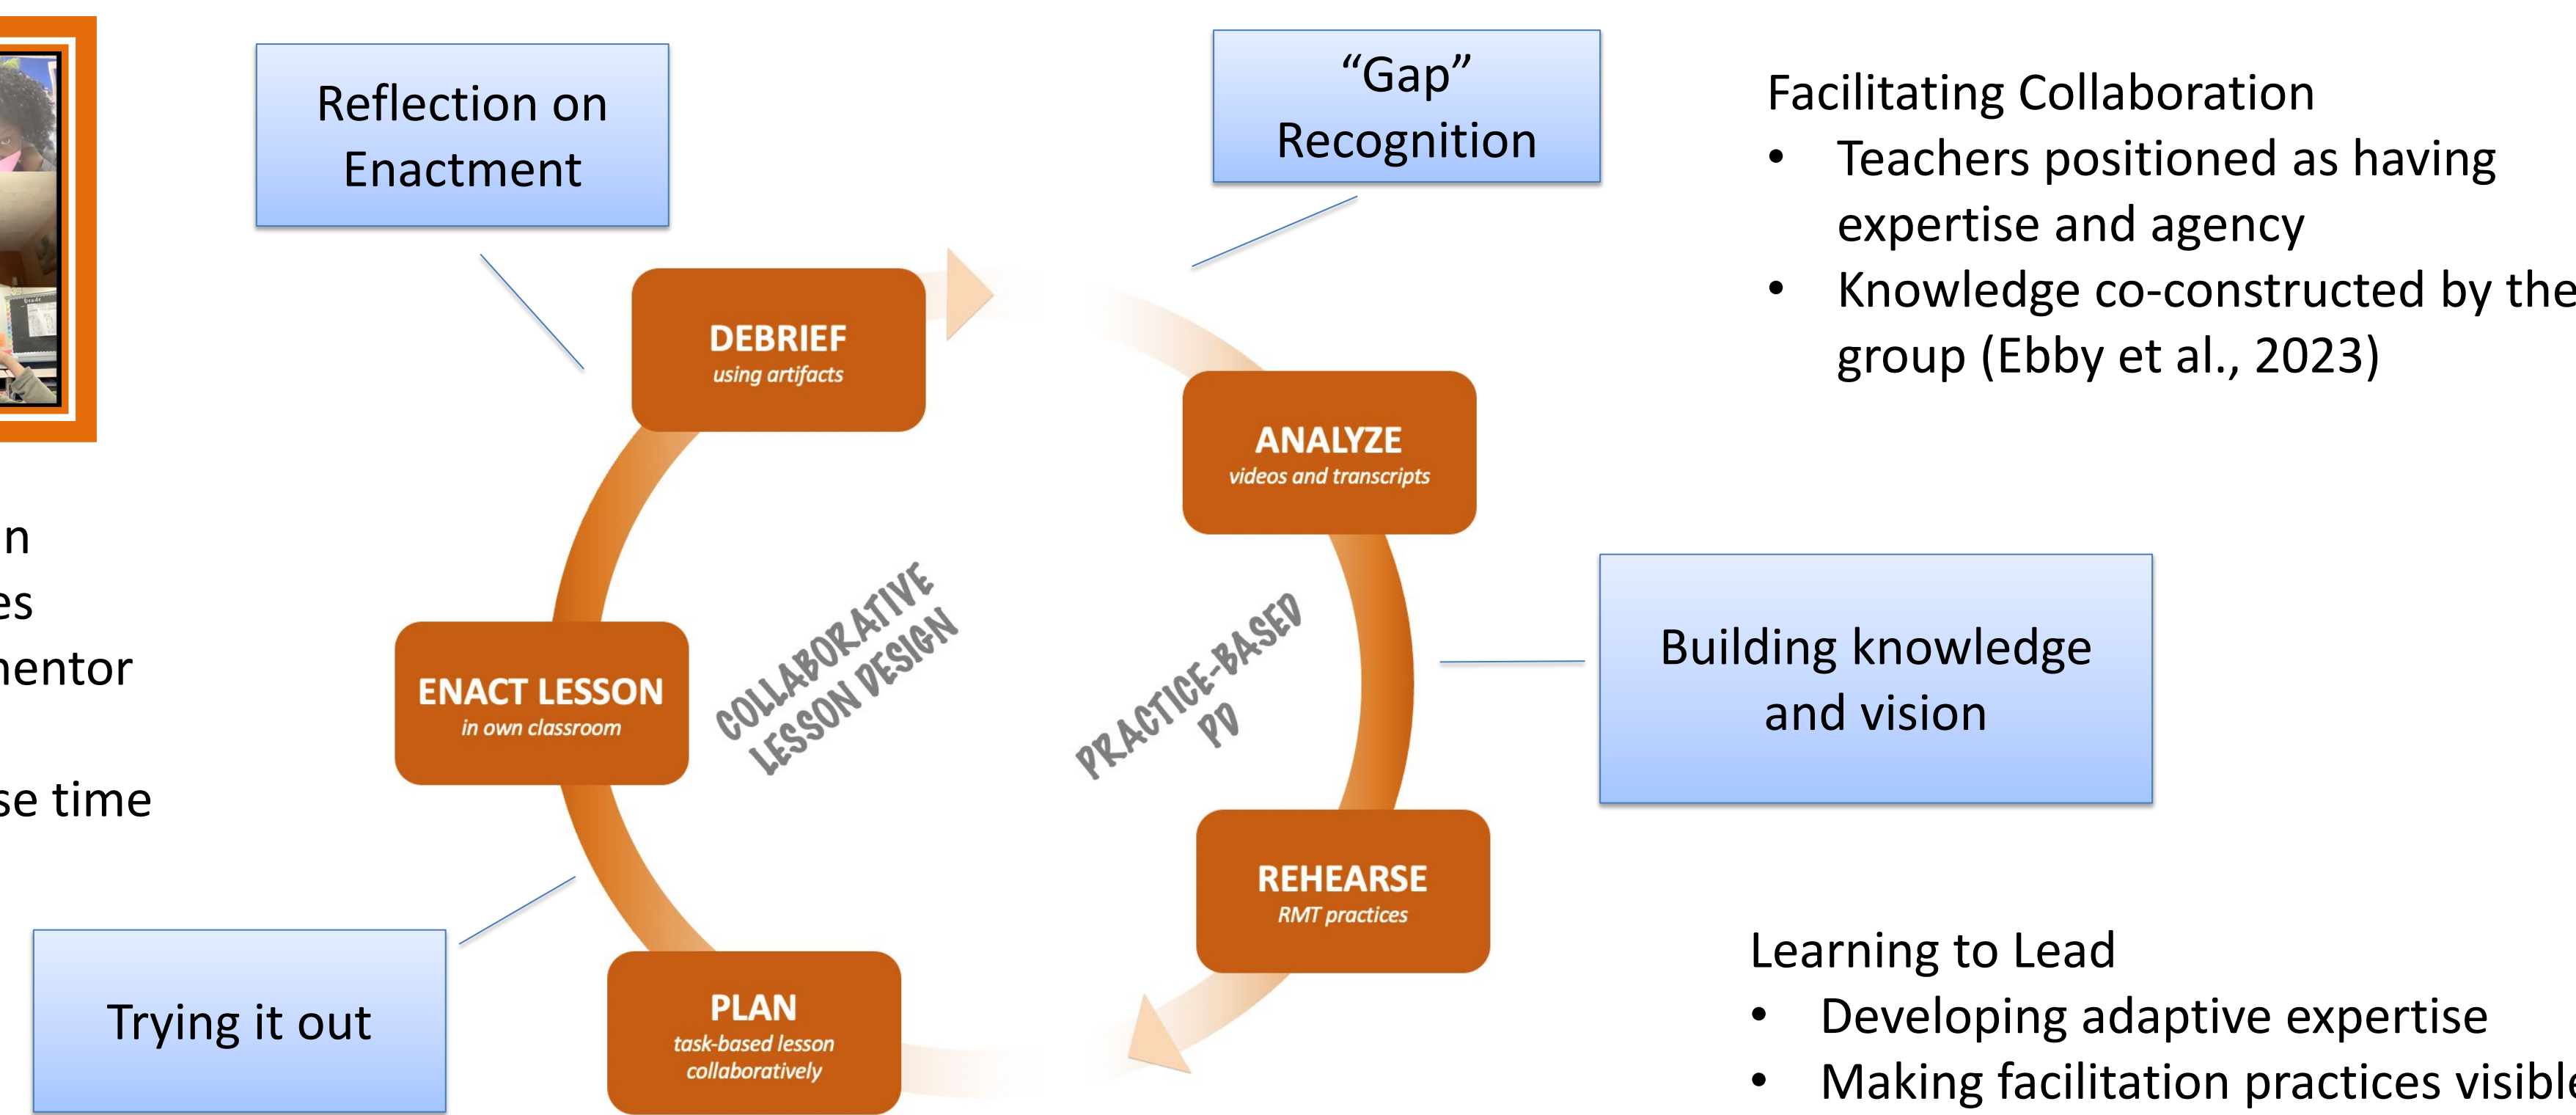 Reflection on
Enactment
“Gap”
Recognition
Facilitating Collaboration
• Teachers positioned as having
expertise and agency
• Knowledge co-constructed by the
group (Ebby et al., 2023)
DEBRIEF
using artifacts
ANALYZE
videos and transcripts
COLLABORATIVE
LESSON DESIGN
PRACTICE-BASED
PD
ENACT LESSON
in own classroom
Building knowledge
and vision
se time
REHEARSE
RMT practices
PLAN
task-based lesson
collaboratively
Trying it out
Learning to Lead
• Developing adaptive expertise
• Making facilitation practices visible